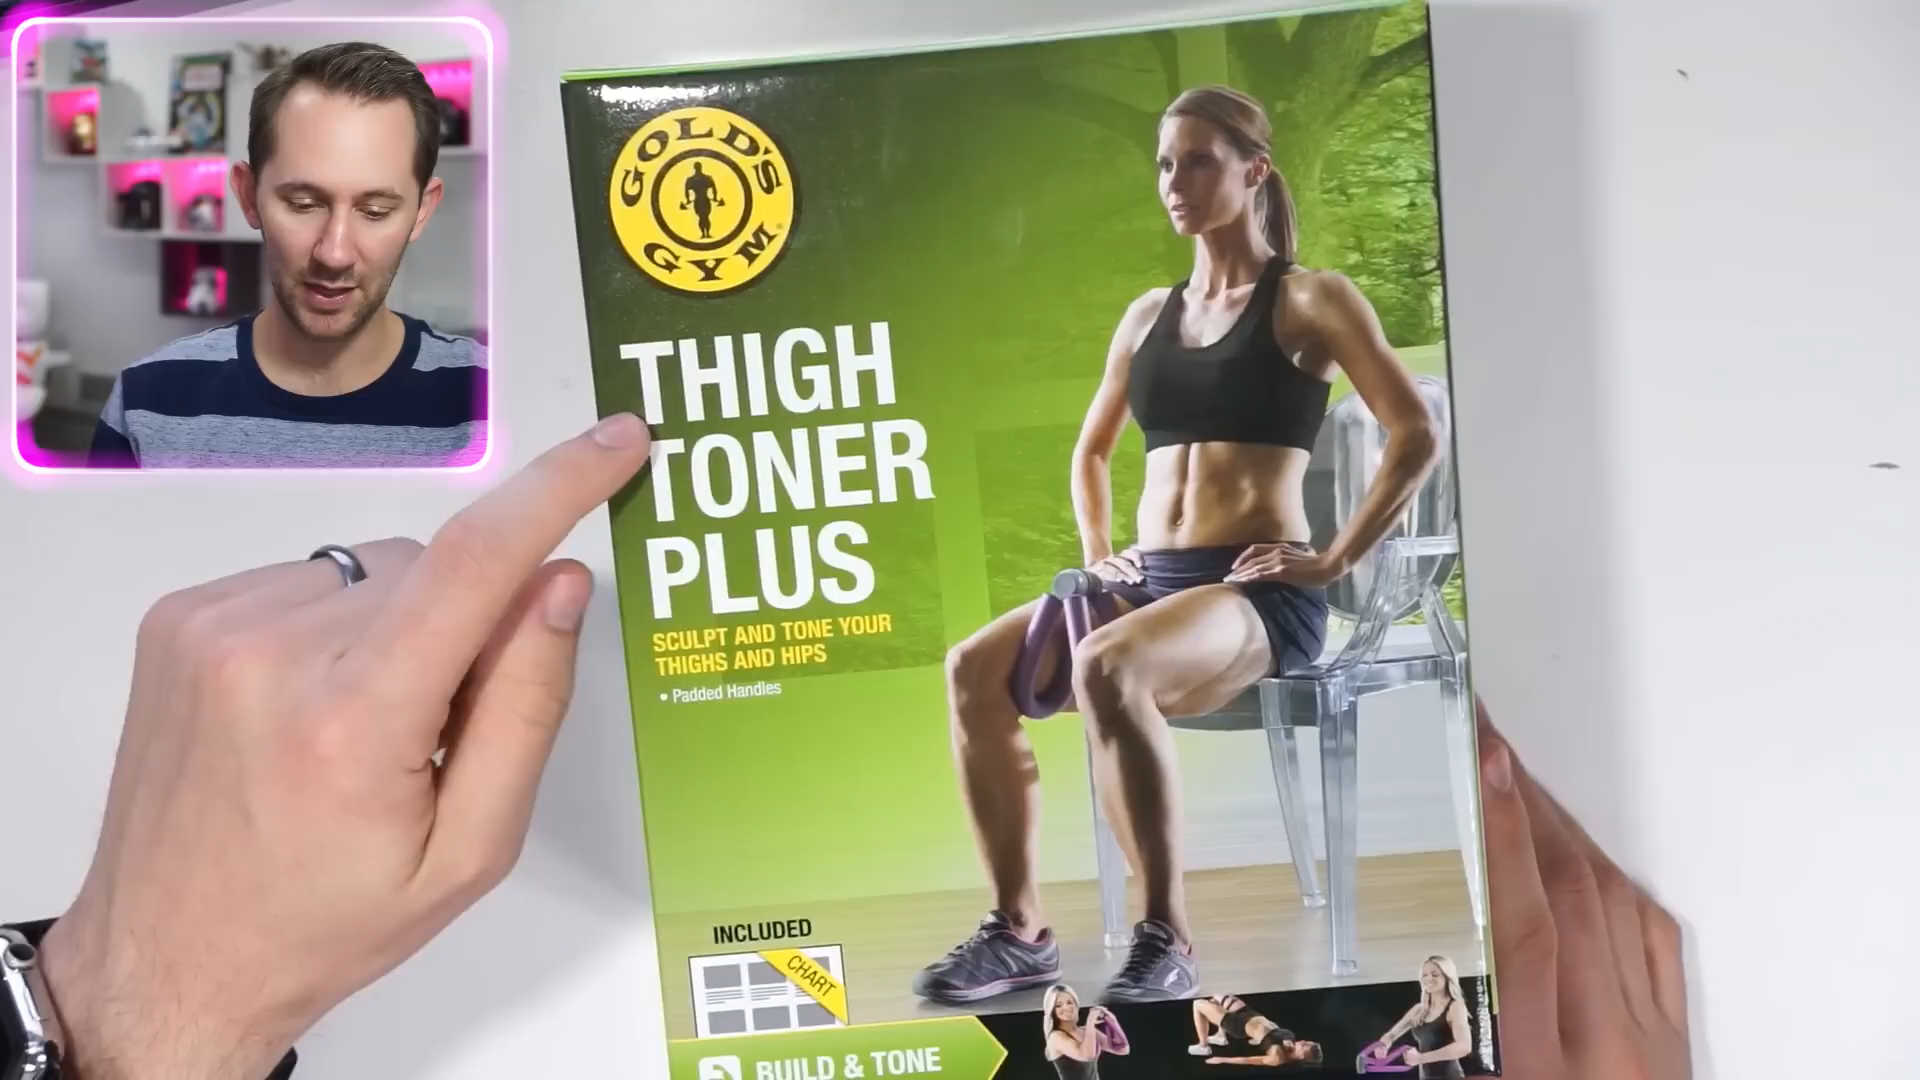 GOLD'S
GYM
THIGH
TONER
PLUS
SCULPT AND TONE YOUR
THIGHS AND HIPS
• Padded Handles
INCLUDED
CHART
BUILD & TONE